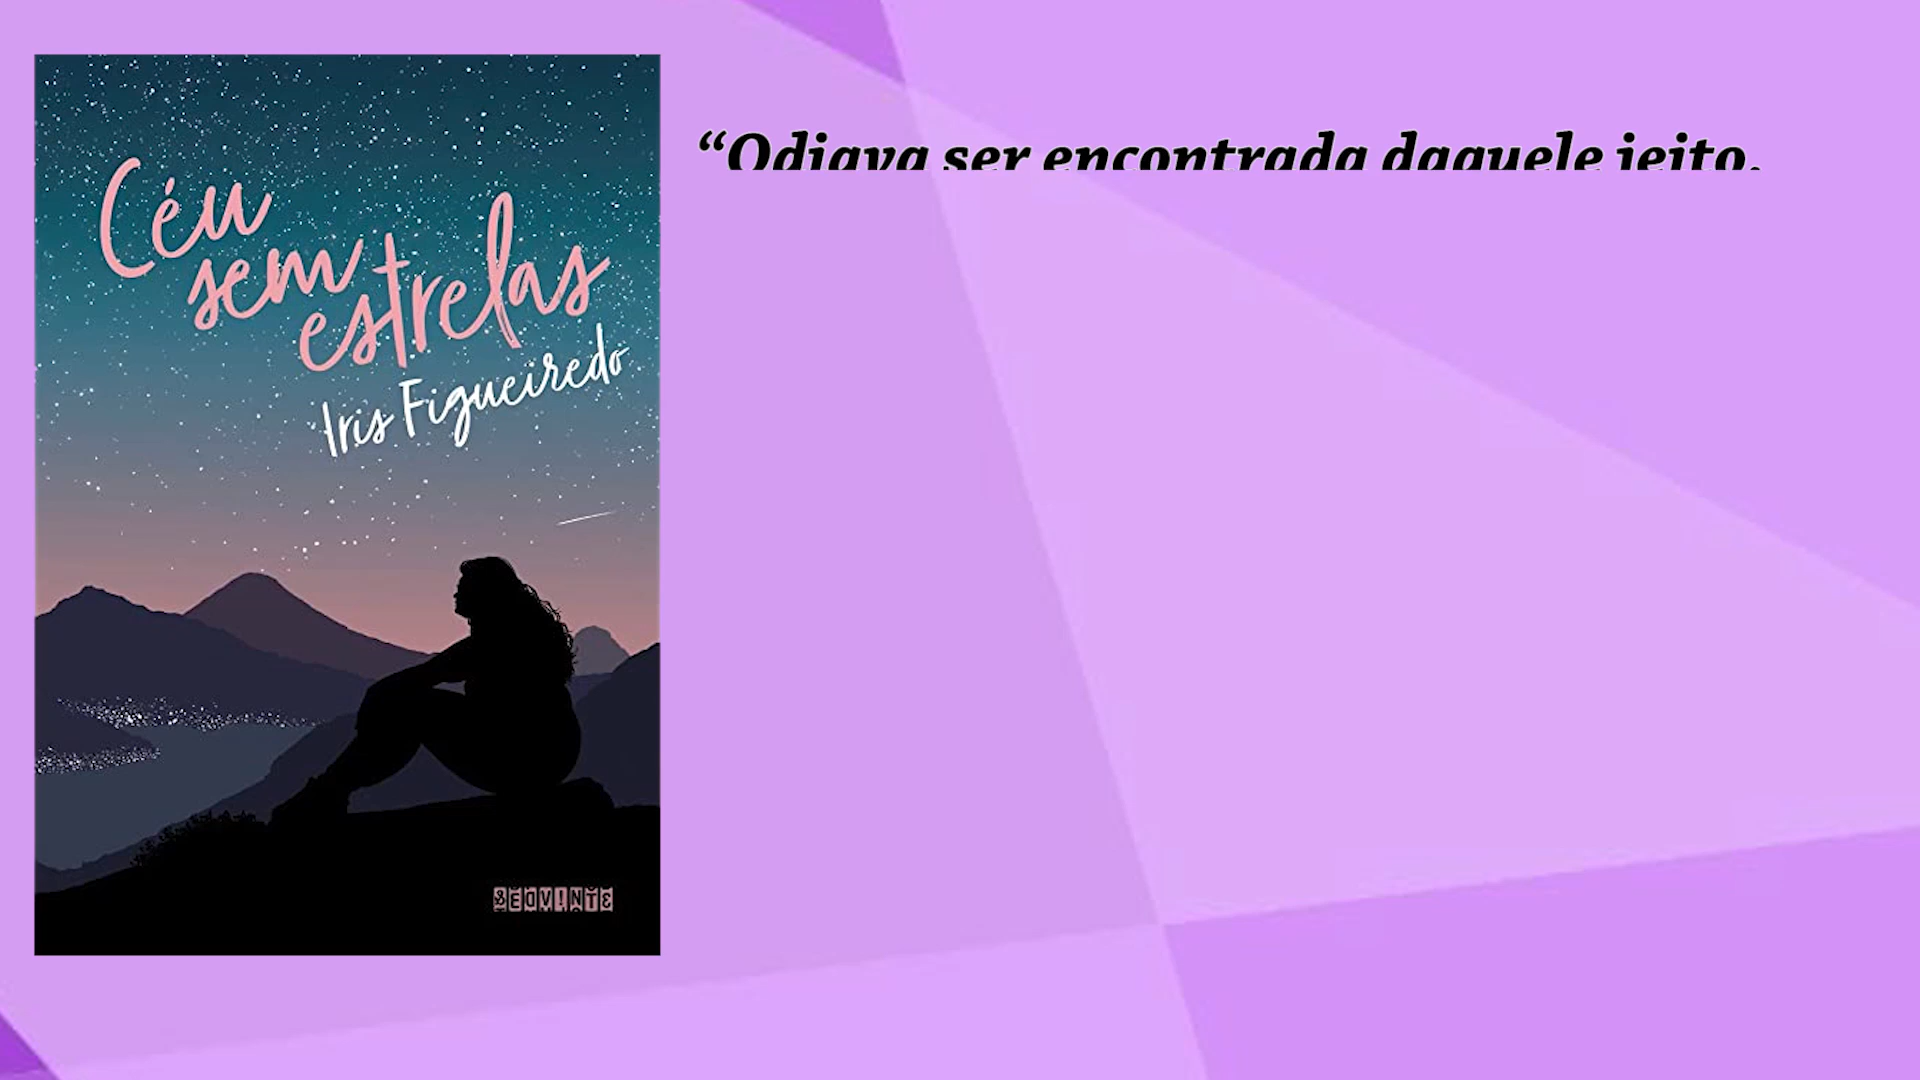 Céu
sem
estrelas
Iris Figueiredo
SEGUINTE
“Odiava ser encontrada daquele jeito.